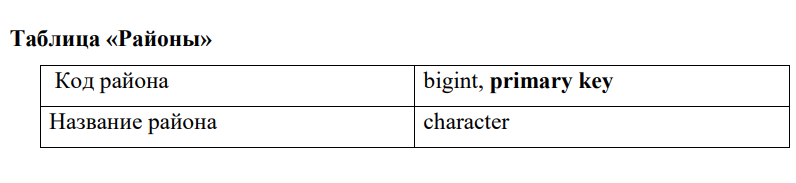 Таблица «Районы»
Код района bigint, primary key
Название района character